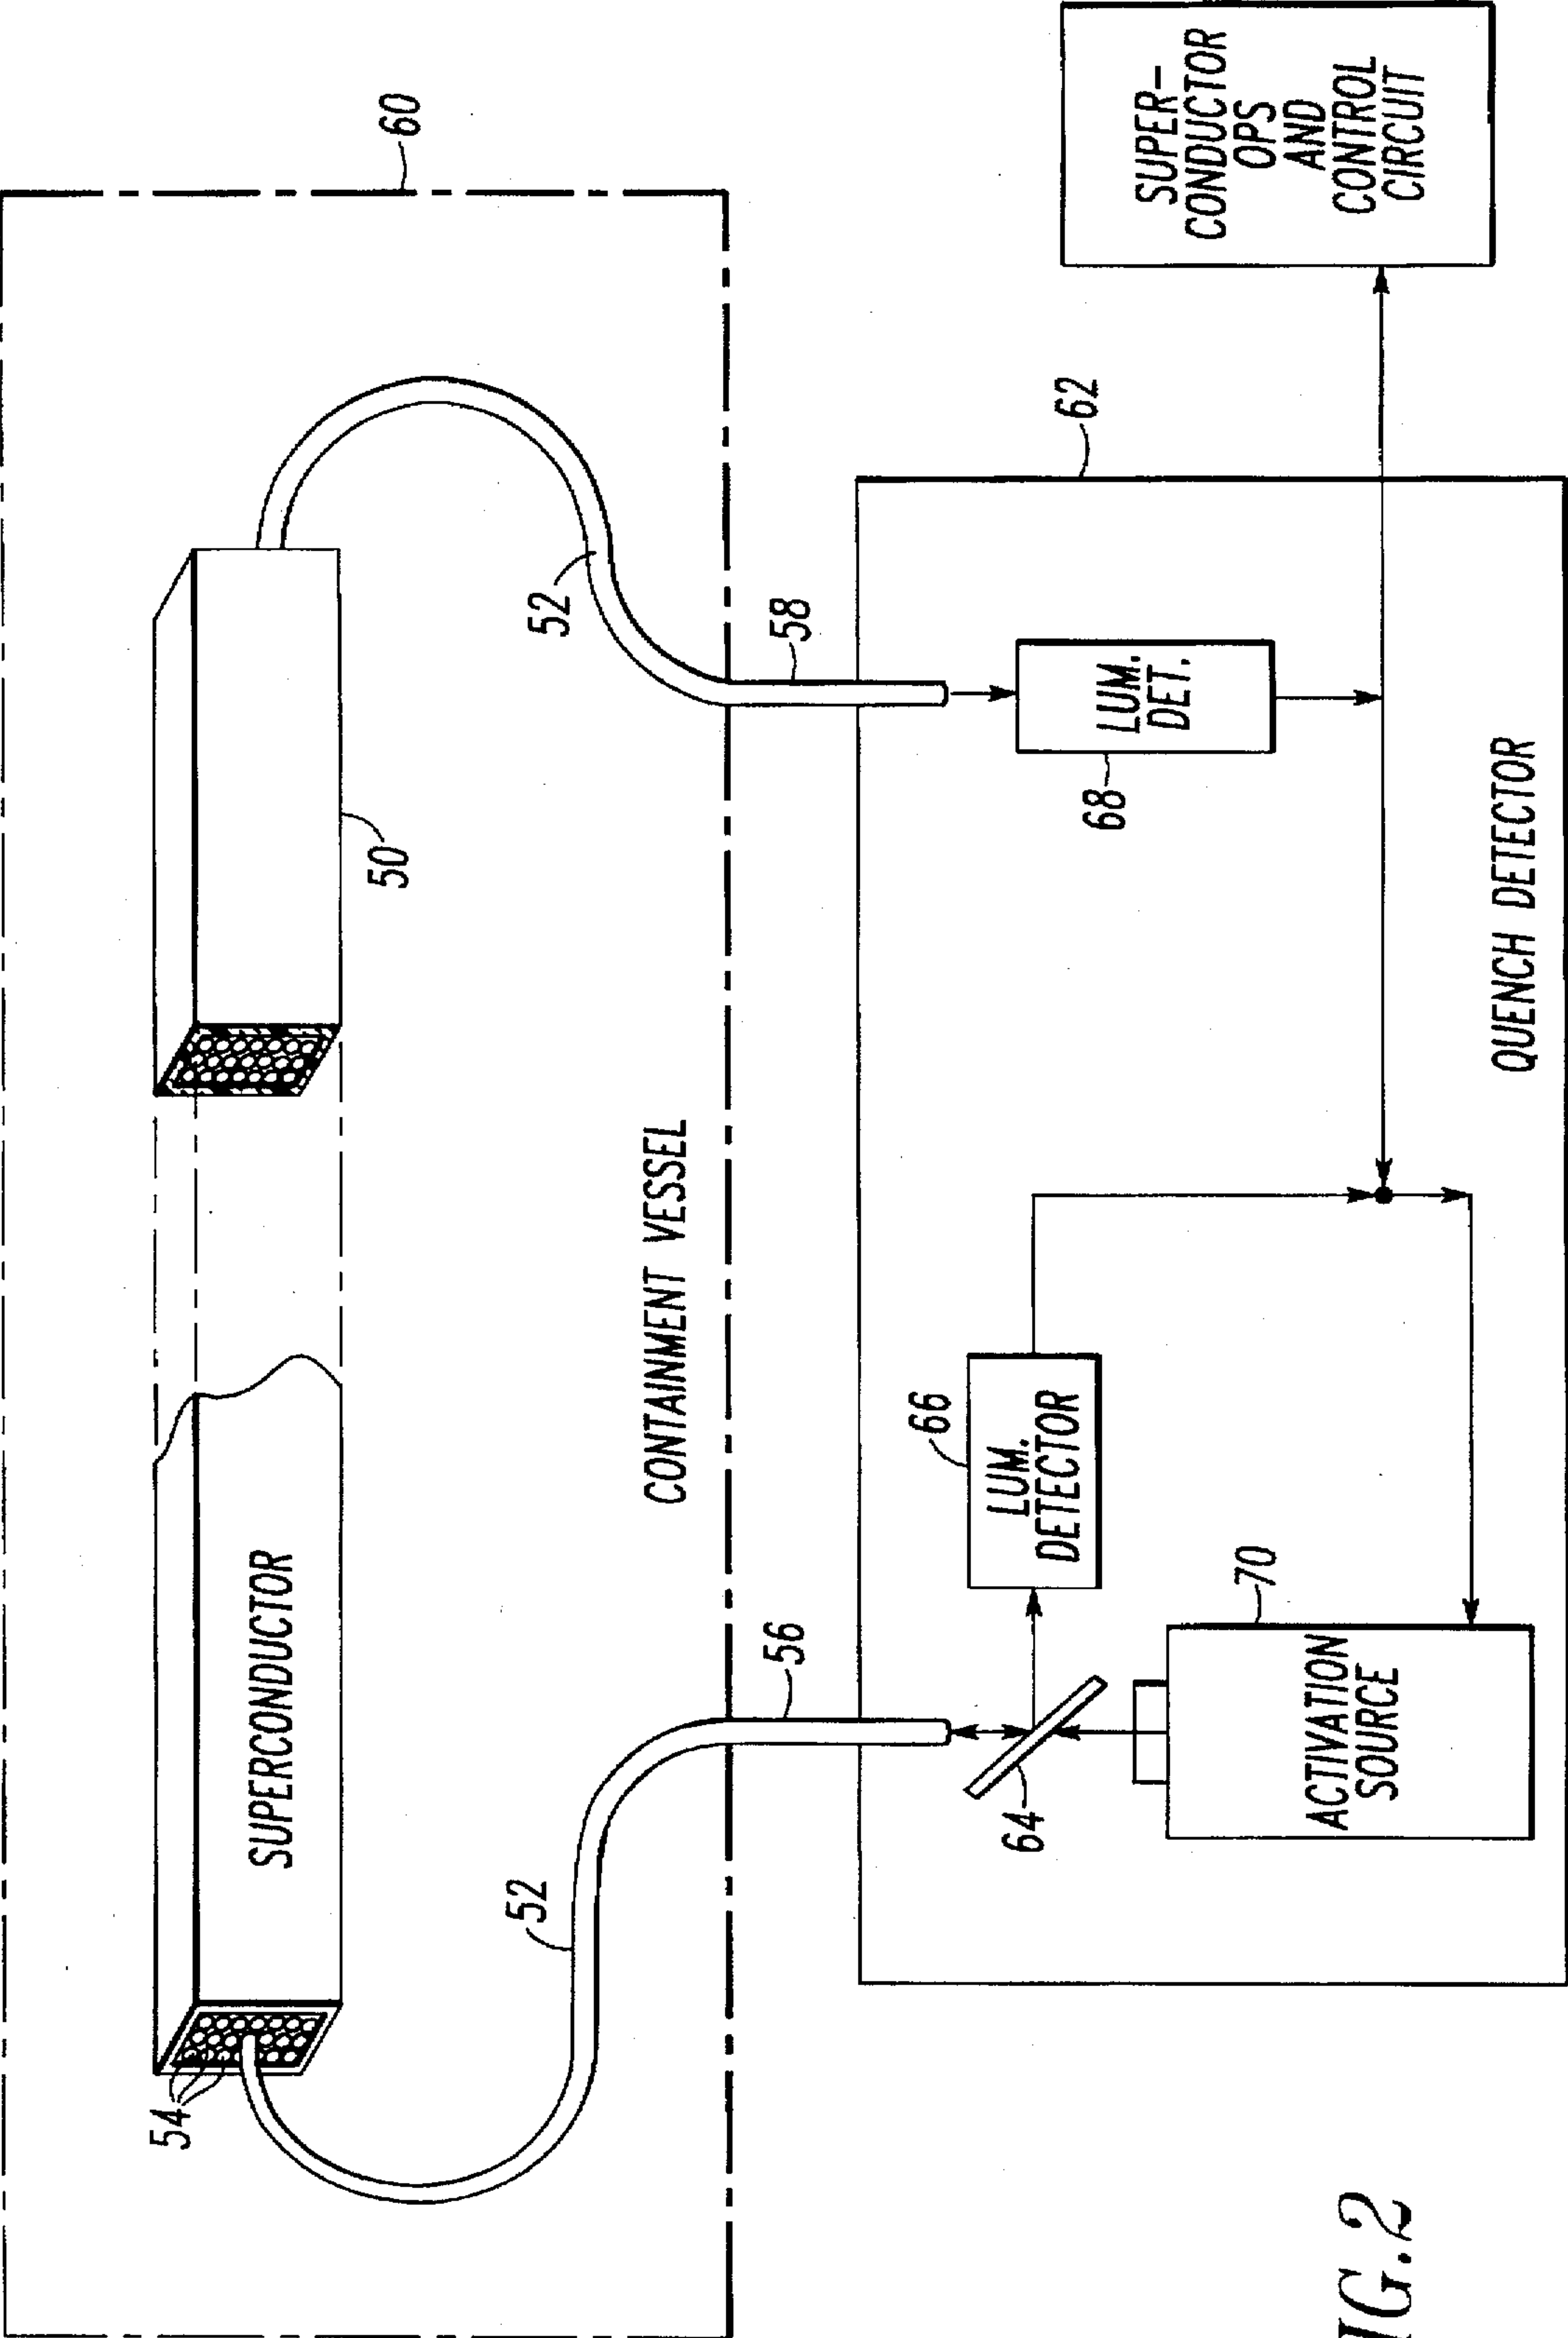 60
54
SUPERCONDUCTOR
50
52
52
CONTAINMENT VESSEL
56
58
62
64
66
LUM.
DETECTOR
68
LUM.
DET.
70
ACTIVATION
SOURCE
QUENCH DETECTOR
SUPER-
CONDUCTOR
OPS
AND
CONTROL
CIRCUIT
IG.2